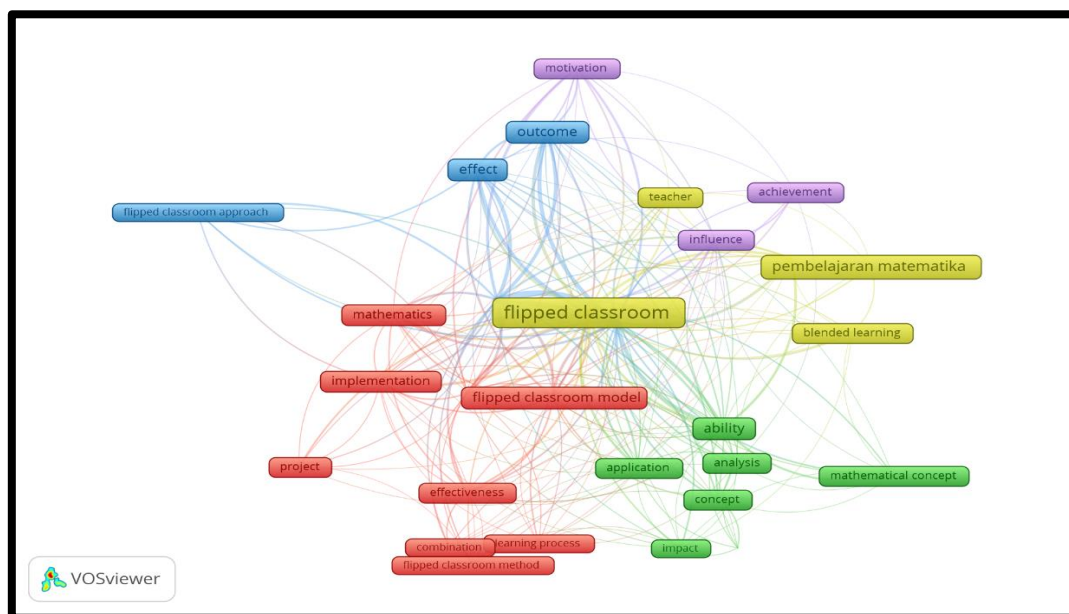 motivation
outcome
effect
teacher
achievement
flipped classroom approach
influence
pembelajaran matematika
flipped classroom
mathematics
blended learning
implementation
flipped classroom model
ability
analysis
application
project
mathematical concept
effectiveness
concept
learning process
combination
impact
flipped classroom method
VOSviewer